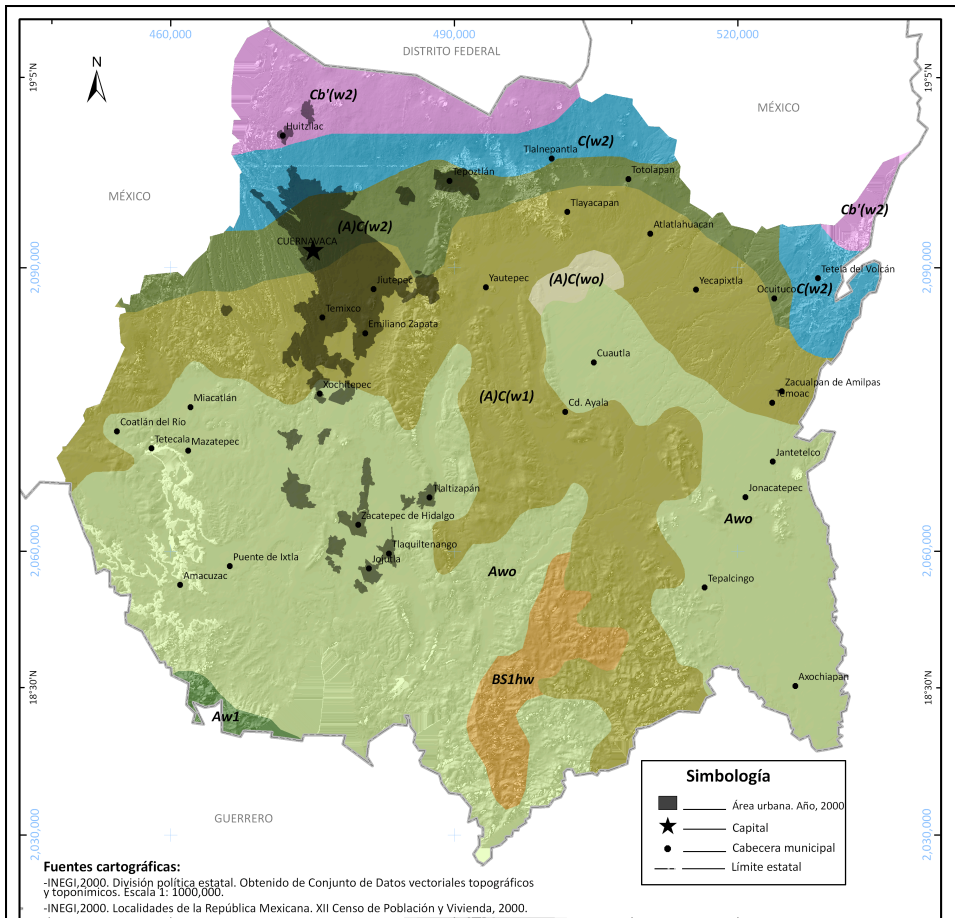 460,000
490,000
520,000
DISTRITO FEDERAL
19°5'N
19°5'N
N
MÉXICO
MÉXICO
Cb'(w2)
Huitzilac
C(w2)
Tlalnepantla
Tepoztlán
Totolapan
Tlayacapan
Cb'(w2)
(A)C(w2)
Atlatlahuacan
CUERNAVACA
2,090,000
2,090,000
Jiutepec
Yautepec
(A)C(wo)
Yecapixtla
Tetela del Volcán
Ocuituco
C(w2)
Temixco
Emiliano Zapata
Cuautla
Xochitepec
Zacualpan de Amilpas
Temoac
(A)C(w1)
Miacatlán
Cd. Ayala
Coatlán del Río
Tetecala
Mazatepec
Jantetelco
Tlaltizapán
Jonacatepec
Zacatepec de Hidalgo
Awo
2,060,000
2,060,000
Tlaquiltenango
Puente de Ixtla
Jojutla
Awo
Amacuzac
Tepalcingo
18°30'N
18°30'N
BS1hw
Axochiapan
Aw1
Simbología
Área urbana. Año, 2000
Capital
Cabecera municipal
Límite estatal
GUERRERO
2,030,000
2,030,000
Fuentes cartográficas:
-INEGI,2000. División política estatal. Obtenido de Conjunto de Datos vectoriales topográficos
y toponímicos. Escala 1: 1000,000.
-INEGI,2000. Localidades de la República Mexicana. XII Censo de Población y Vivienda, 2000.